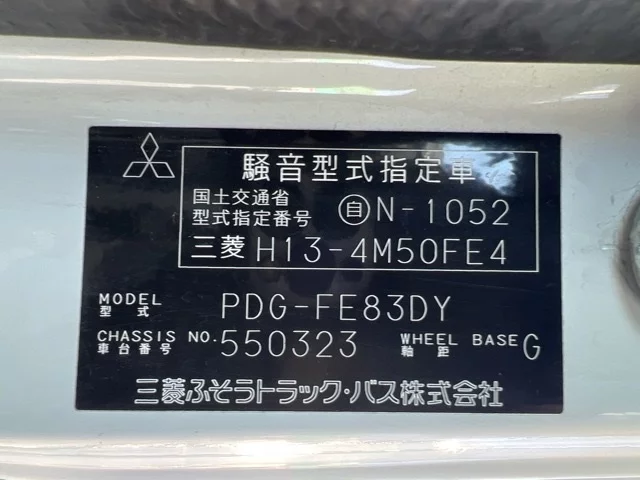 騒音型式指定車
国土交通省
型式指定番号 自N-1052
三菱 H13-4M50FE4
MODEL
型式 PDG-FE83DY
CHASSIS NO. 550323 WHEEL BASE G
車台番号 軸距
三菱ふそうトラック・バス株式会社